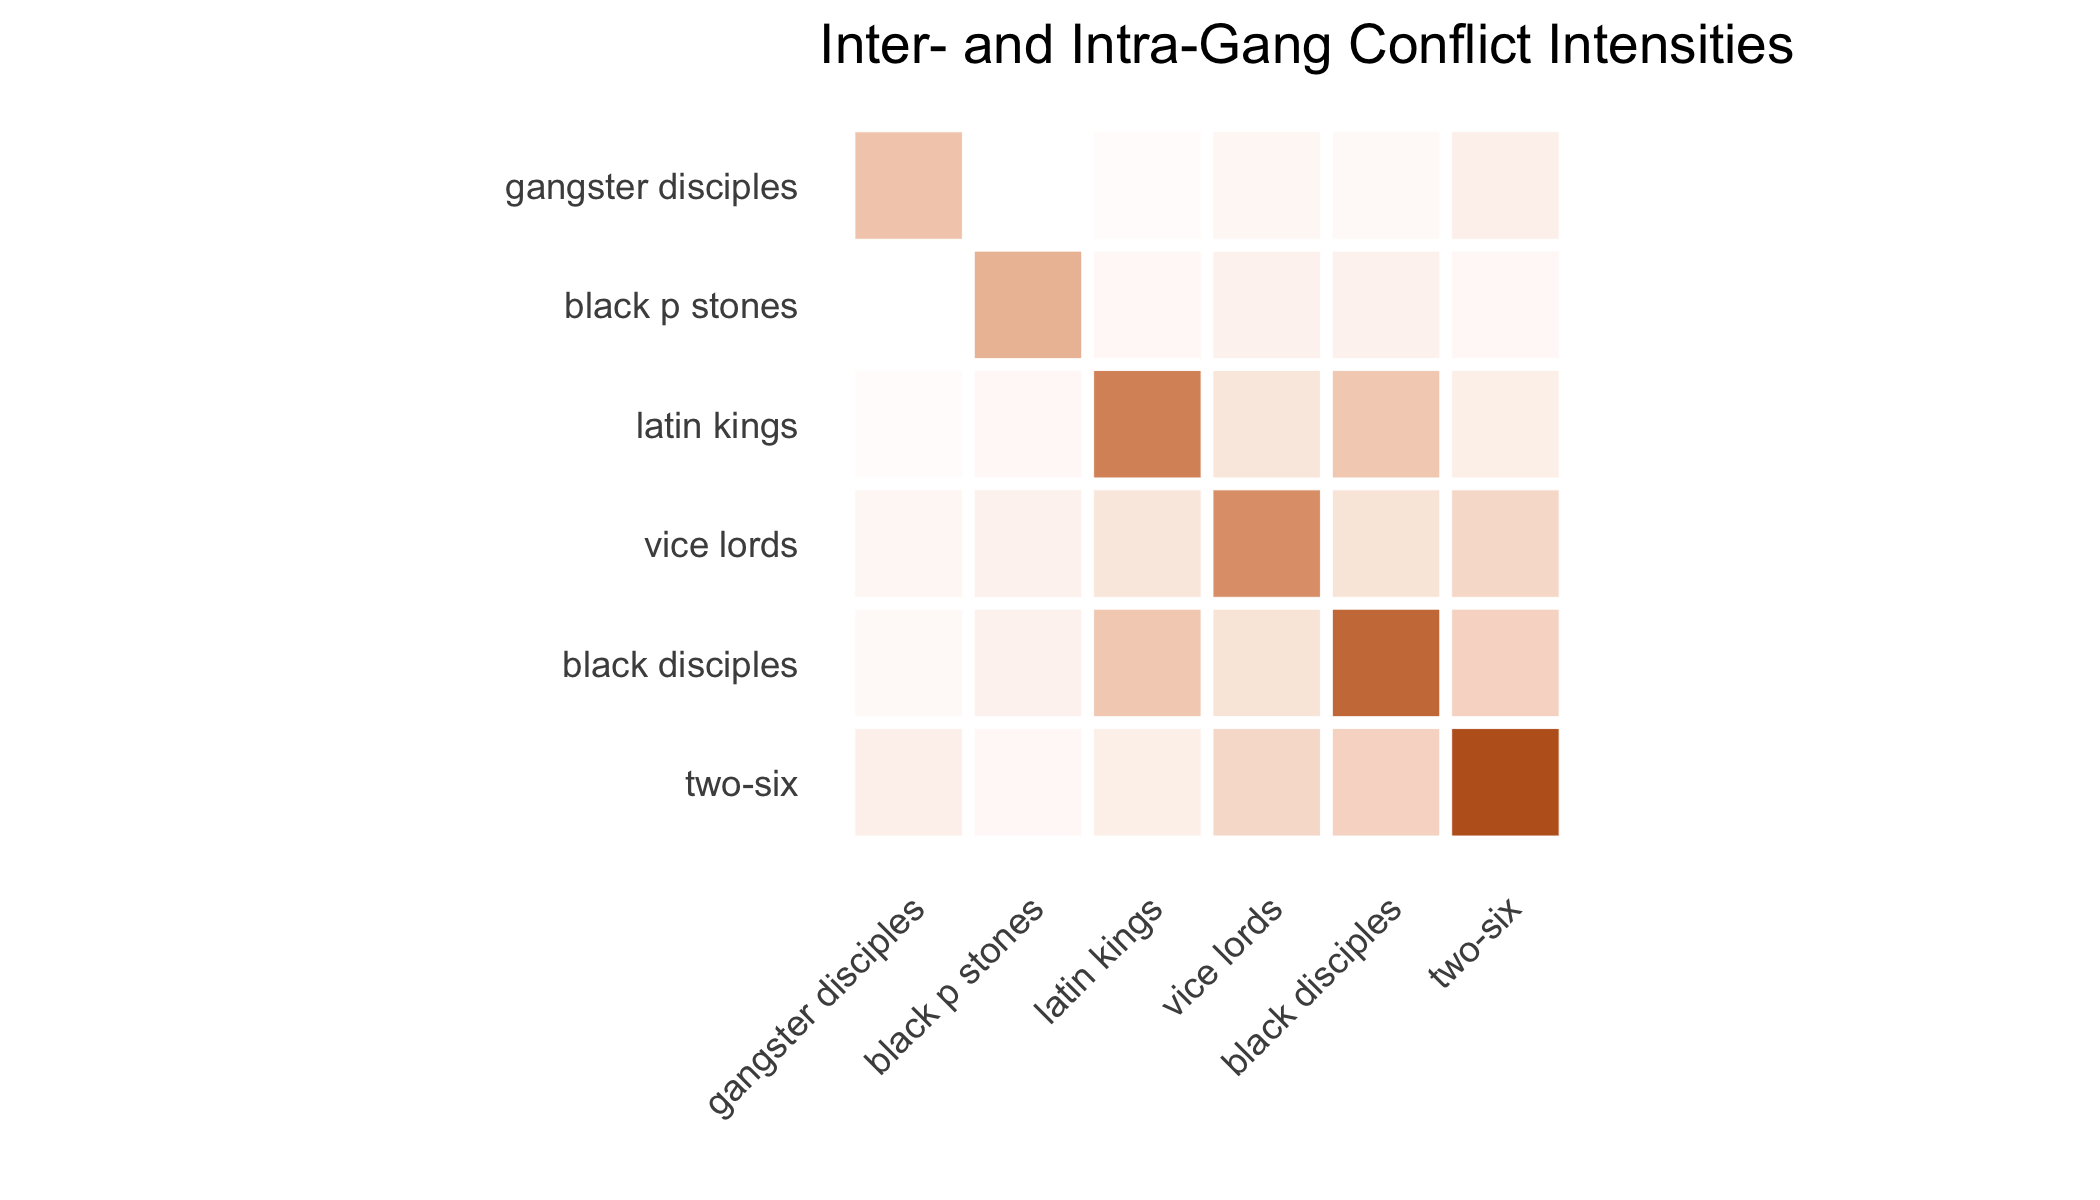 Inter- and Intra-Gang Conflict Intensities
gangster disciples
black p stones
latin kings
vice lords
black disciples
two-six
gangster disciples
black p stones
latin kings
vice lords
black disciples
two-six